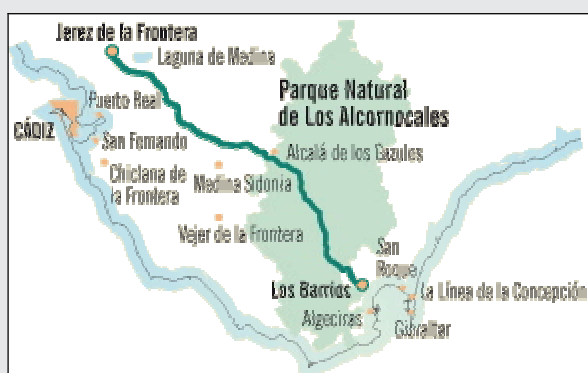 Jerez de la Frontera
Laguna de Medina
Parque Natural
de Los Alcornocales
Puerto Real
CÁDIZ
San Fernando
Alcalá de los Gazules
Chiclana de
la Frontera
Medina Sidonia
Vejer de la Frontera
San
Roque
Los Barrios
La Línea de la Concepción
Algeciras
Gibraltar